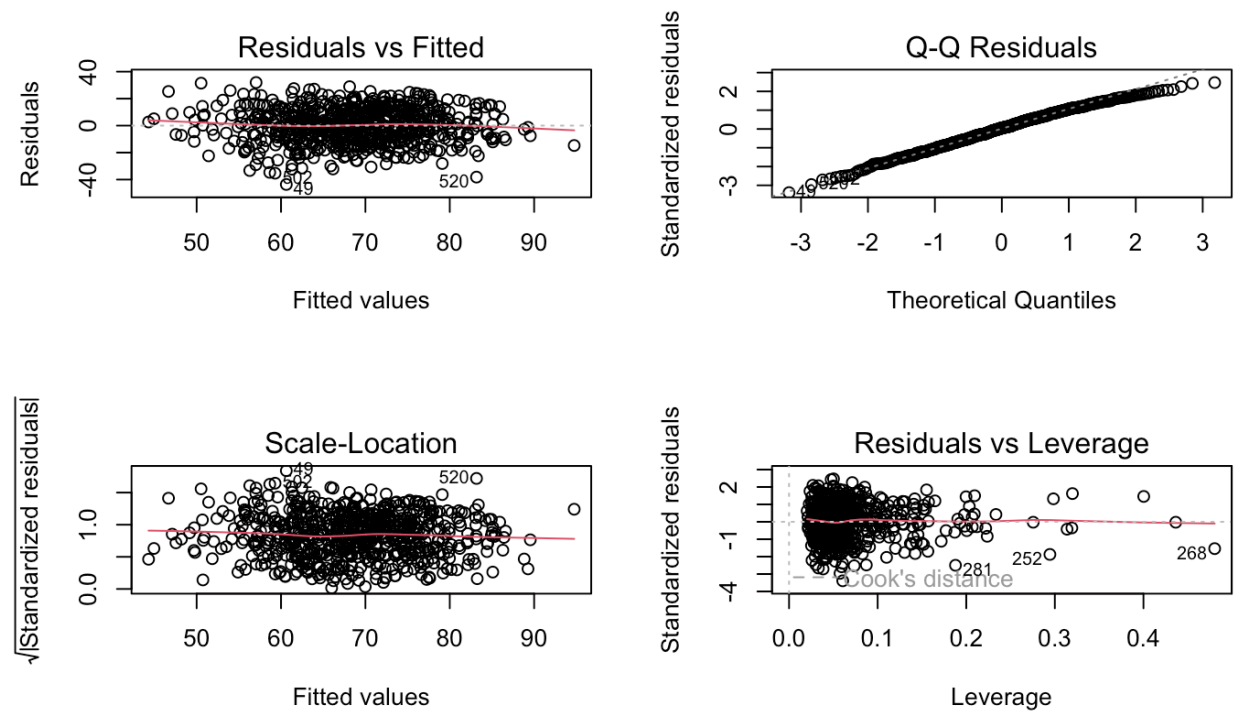 Residuals vs Fitted
Residuals
40
0
-40
502
49
520
50 60 70 80 90
Fitted values
Q-Q Residuals
Standardized residuals
2
0
-3
49
520
-3 -2 -1 0 1 2 3
Theoretical Quantiles
Scale-Location
√|Standardized residuals|
1.0
0.0
49
502
520
50 60 70 80 90
Fitted values
Residuals vs Leverage
Standardized residuals
2
-1
-4
252
281
268
Cook's distance
0.0 0.1 0.2 0.3 0.4
Leverage